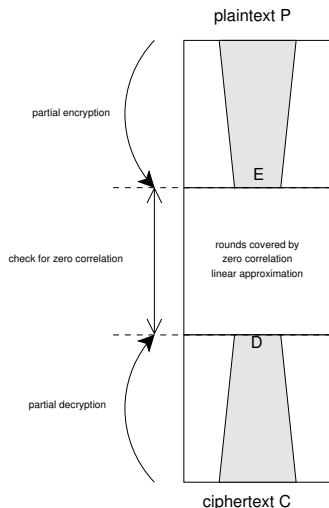 plaintext P
partial encryption
E
check for zero correlation
rounds covered by
zero correlation
linear approximation
D
partial decryption
ciphertext C